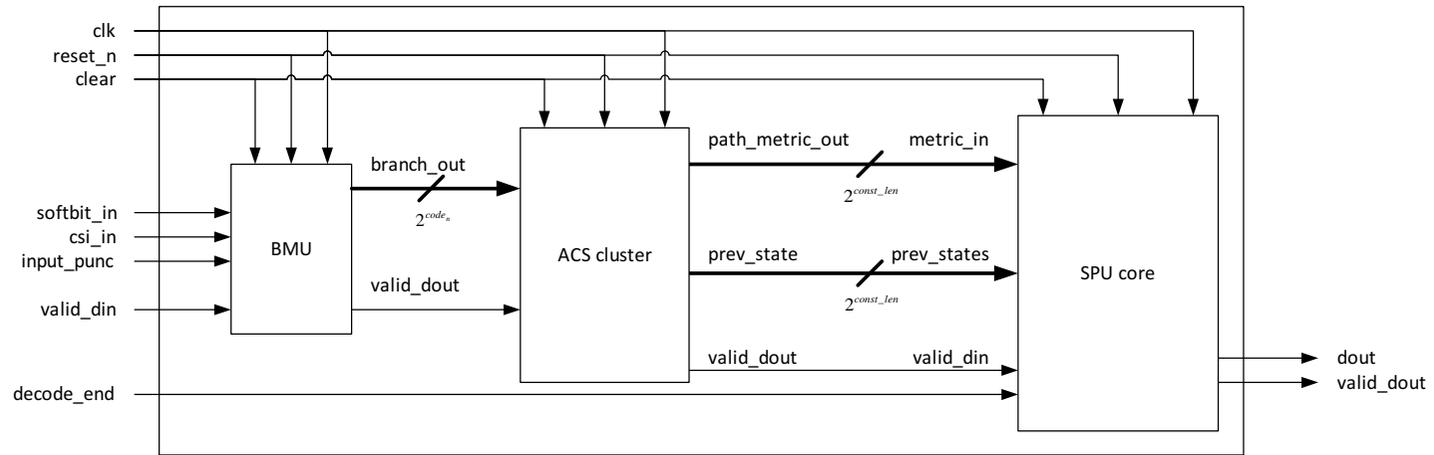 clk
reset_n
clear
path_metric_out metric_in
branch_out
2^const_len
2^code_n
softbit_in
csi_in
input_punc
BMU
ACS cluster
prev_state prev_states
SPU core
valid_dout
2^const_len
valid_din
valid_dout valid_din
dout
valid_dout
decode_end